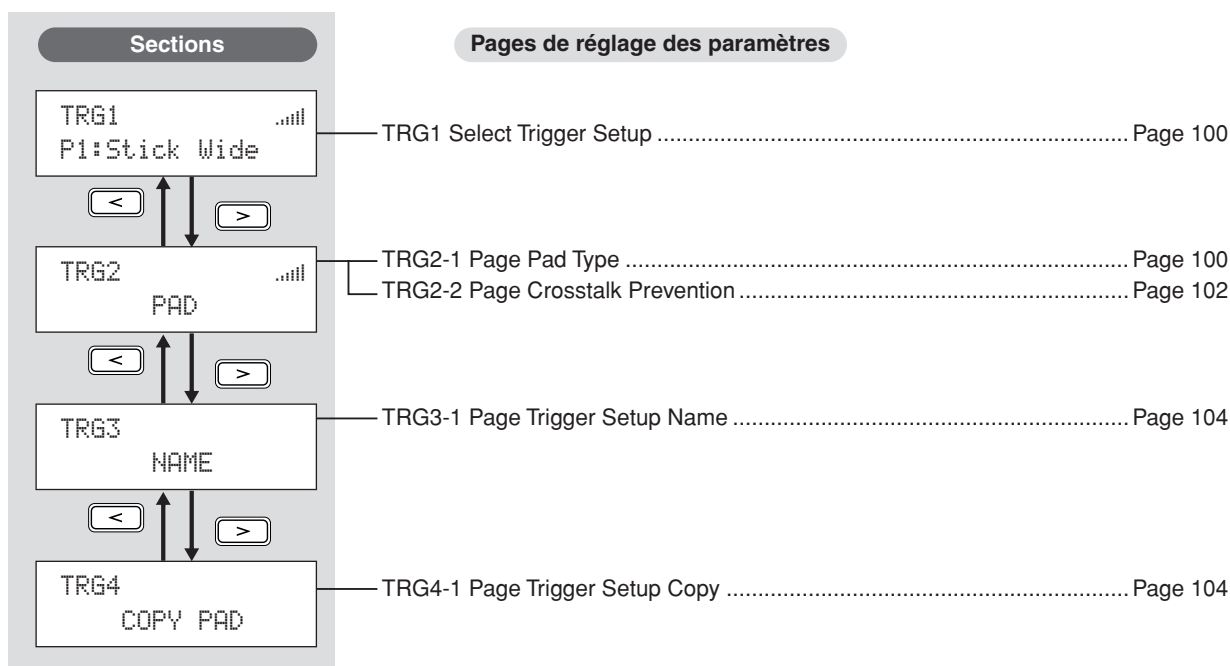 Sections
Pages de réglage des paramètres
TRG1
P1:Stick Wide
TRG1 Select Trigger Setup ........ Page 100
<
>
TRG2
PAD
TRG2-1 Page Pad Type ........ Page 100
TRG2-2 Page Crosstalk Prevention ........ Page 102
<
>
TRG3
NAME
TRG3-1 Page Trigger Setup Name ........ Page 104
<
>
TRG4
COPY PAD
TRG4-1 Page Trigger Setup Copy ........ Page 104